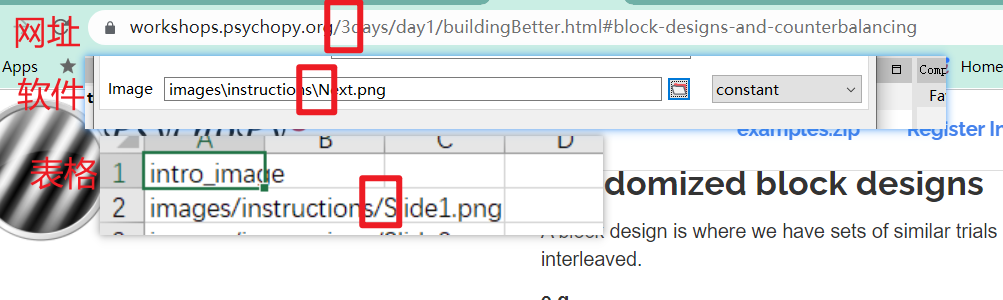 网址
workshops.psychopy.org/3days/day1/buildingBetter.html#block-designs-and-counterbalancing
Apps
Comp
Home
软件
Image
images\instructions\Next.png
constant
Fa
examples.zip
Register In
表格
A
B
C
D
1
intro_image
2
images/instructions/Slide1.png
domized block designs
A block design is where we have sets of similar trials
interleaved.